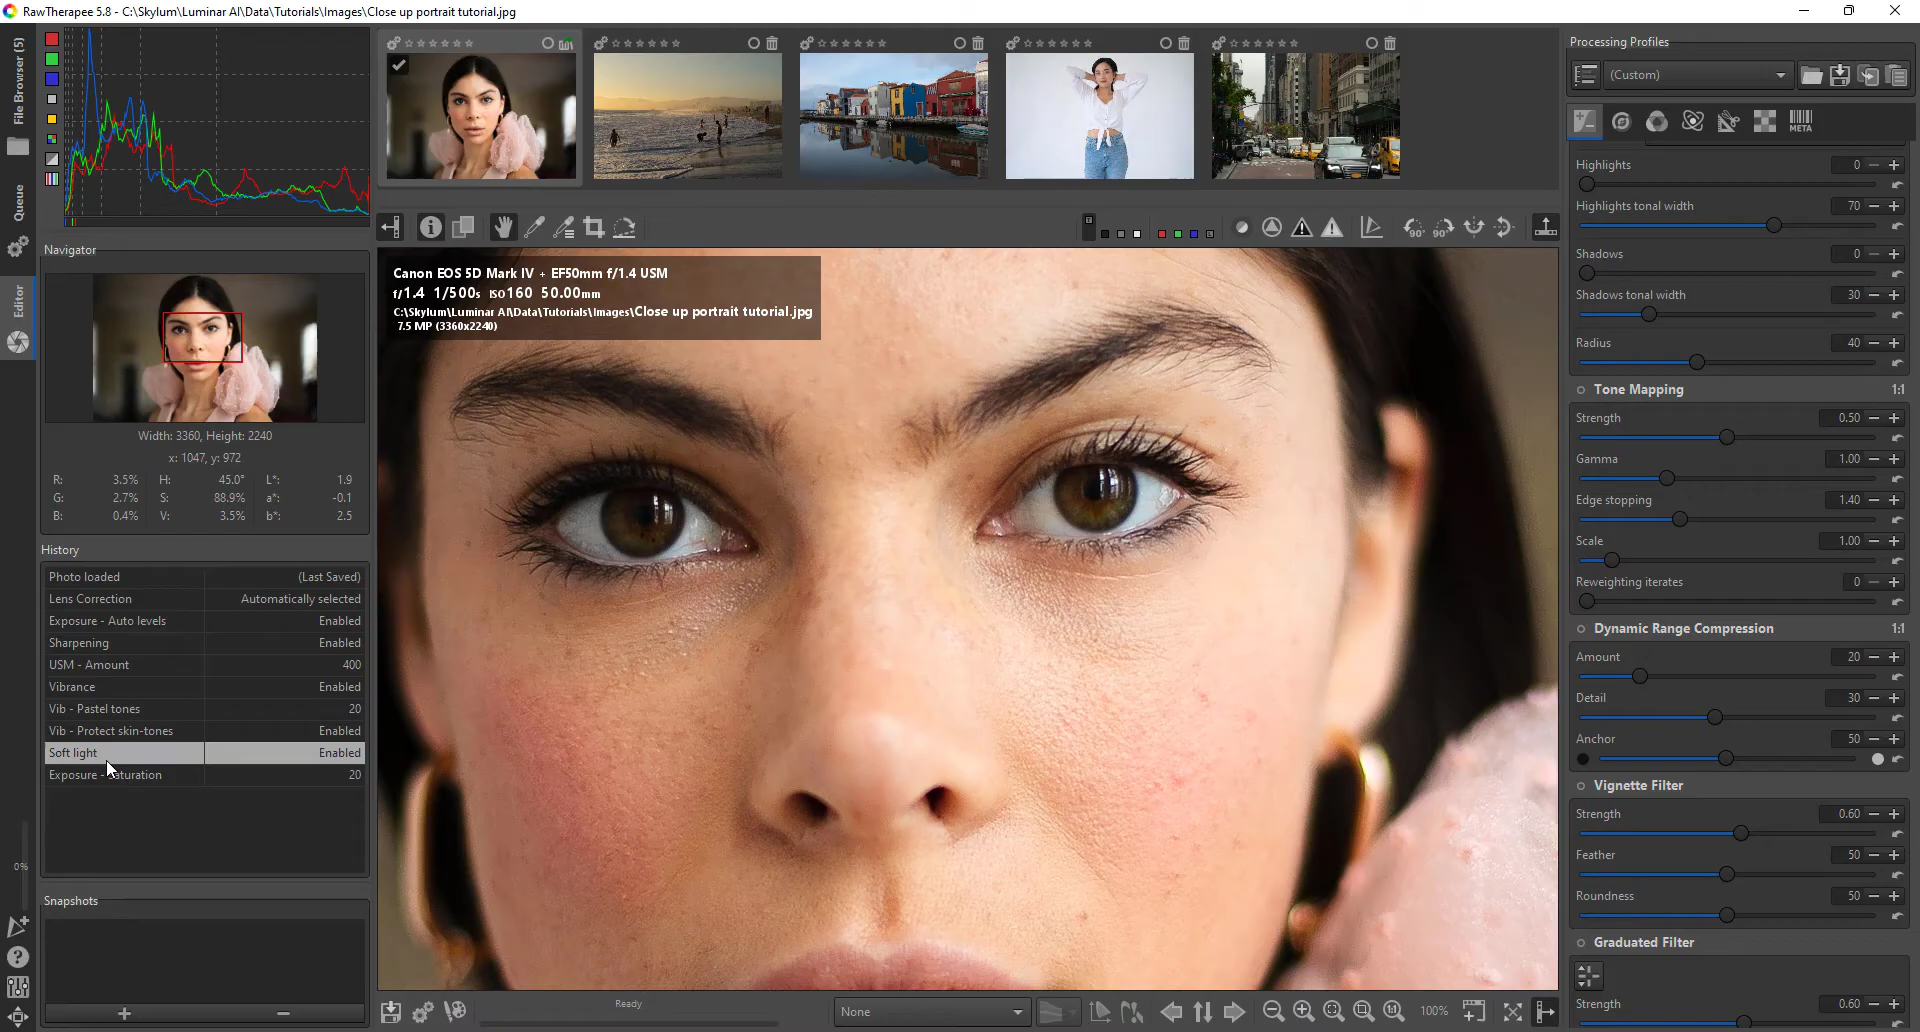 RawTherapee 5.8 - C:\Skylum\Luminar AI\Data\Tutorials\Images\Close up portrait tutorial.jpg
File Browser (5)
Queue
Editor
0%
Navigator
Width: 3360, Height: 2240
x: 1047, y: 972
R: 3.5% H: 45.0° L*: 1.9
G: 2.7% S: 88.9% a*: -0.1
B: 0.4% V: 3.5% b*: 2.5
History
Photo loaded (Last Saved)
Lens Correction Automatically selected
Exposure - Auto levels Enabled
Sharpening Enabled
USM - Amount 400
Vibrance Enabled
Vib - Pastel tones 20
Vib - Protect skin-tones Enabled
Soft light Enabled
Exposure - Saturation 20
Snapshots
Canon EOS 5D Mark IV + EF50mm f/1.4 USM
f/1.4 1/500s ISO160 50.00mm
C:\Skylum\Luminar AI\Data\Tutorials\Images\Close up portrait tutorial.jpg
7.5 MP (3360x2240)
90° 90°
Ready
None
1:1
100%
Processing Profiles
(Custom)
META
Highlights 0
Highlights tonal width 70
Shadows 0
Shadows tonal width 30
Radius 40
Tone Mapping 1:1
Strength 0.50
Gamma 1.00
Edge stopping 1.40
Scale 1.00
Reweighting iterates 0
Dynamic Range Compression 1:1
Amount 20
Detail 30
Anchor 50
Vignette Filter
Strength 0.60
Feather 50
Roundness 50
Graduated Filter
Strength 0.60